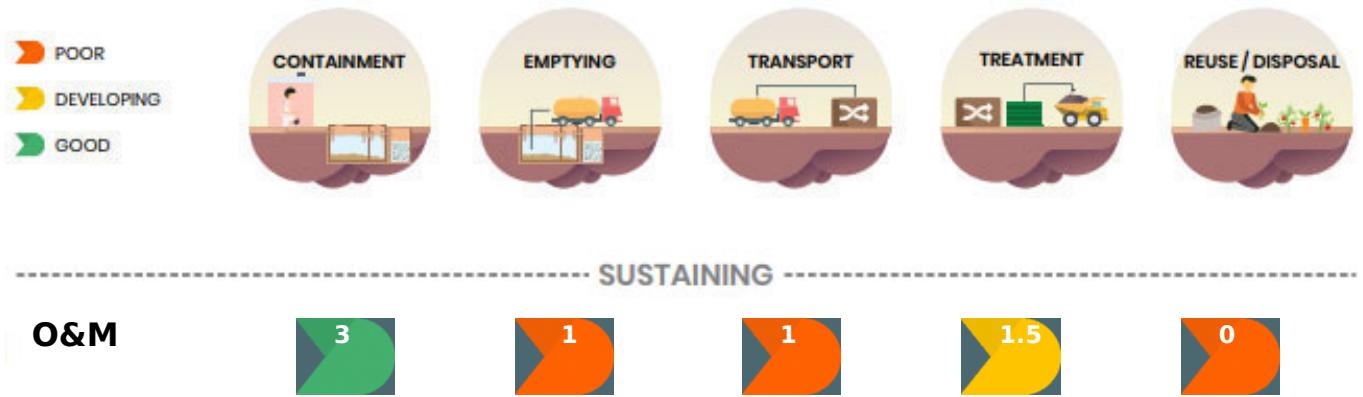 POOR
DEVELOPING
GOOD
CONTAINMENT
EMPTYING
TRANSPORT
TREATMENT
REUSE / DISPOSAL
SUSTAINING
O&M
3
1
1
1.5
0